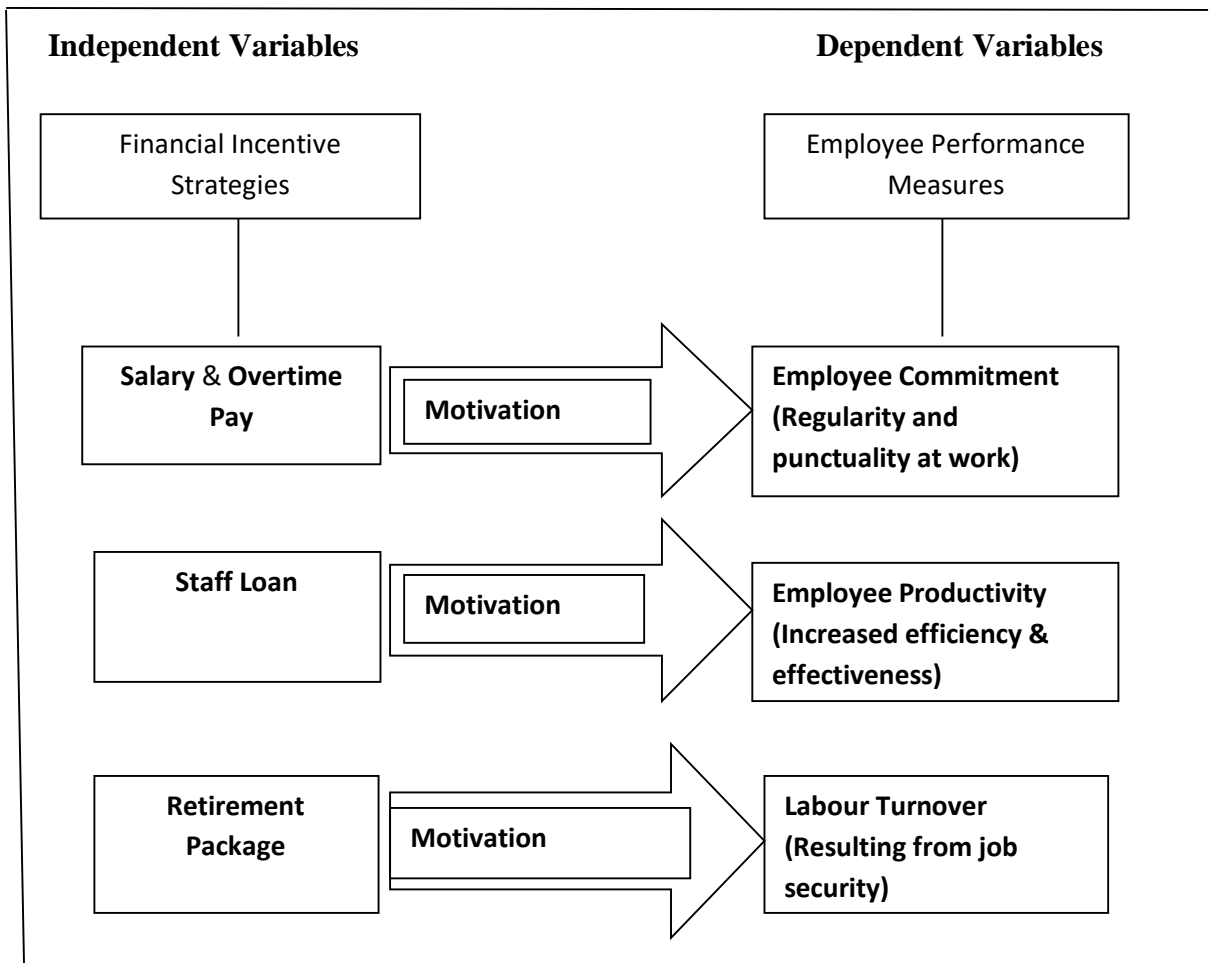 Independent Variables
Dependent Variables
Financial Incentive
Strategies
Employee Performance
Measures
Salary & Overtime
Pay
Motivation
Employee Commitment
(Regularity and
punctuality at work)
Staff Loan
Motivation
Employee Productivity
(Increased efficiency &
effectiveness)
Retirement
Package
Motivation
Labour Turnover
(Resulting from job
security)